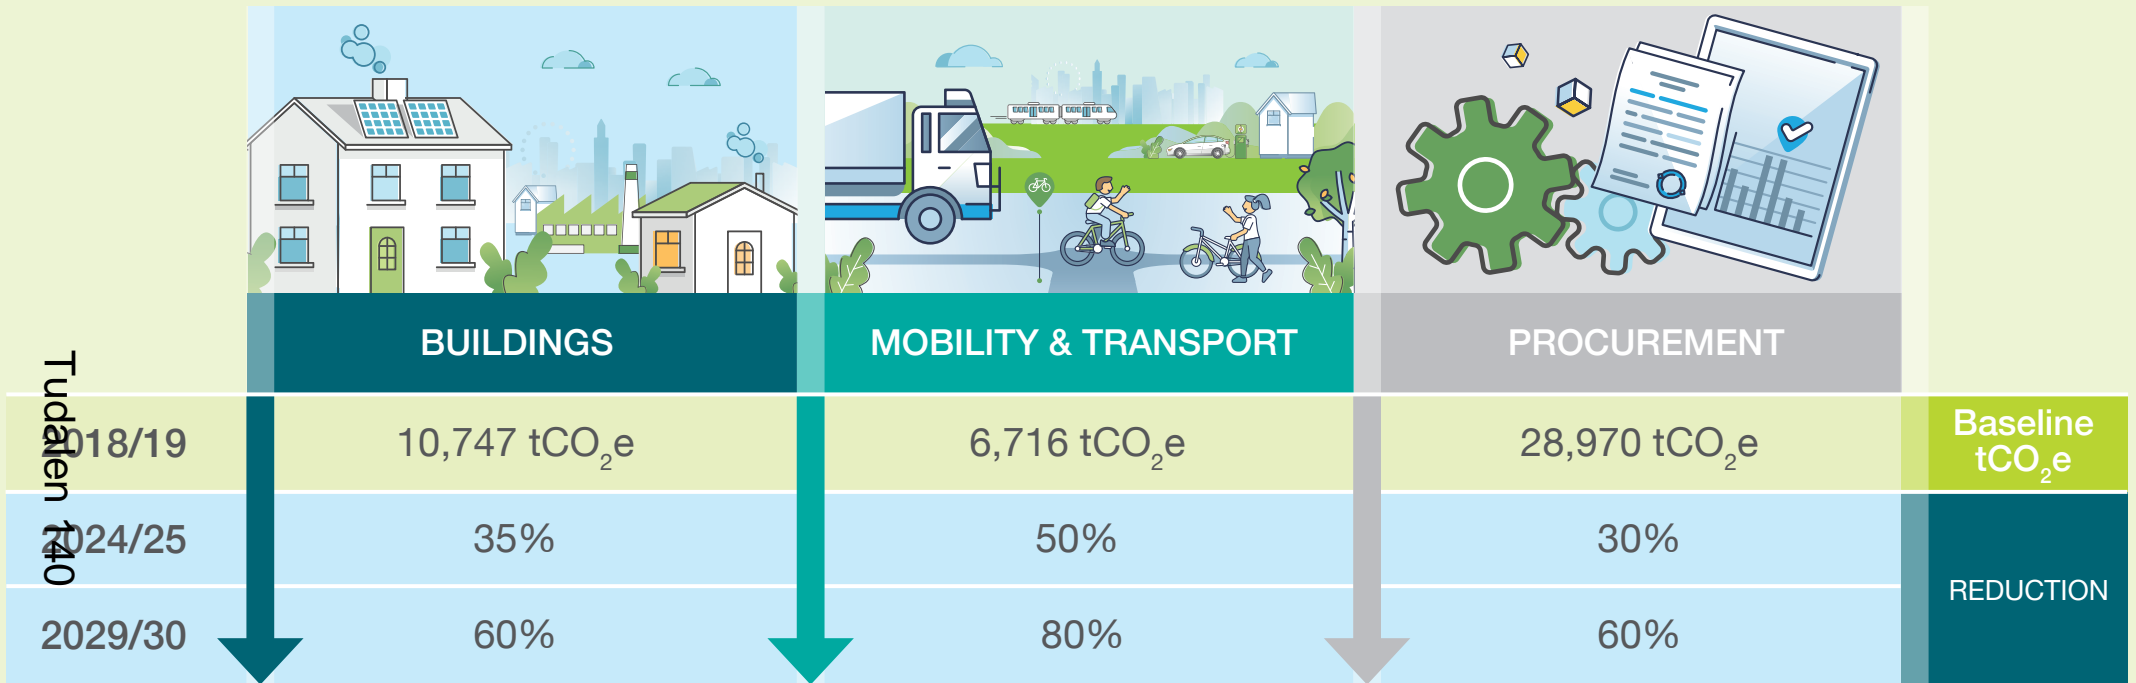 BUILDINGS
MOBILITY & TRANSPORT
PROCUREMENT
2018/19
10,747 tCO₂e
6,716 tCO₂e
28,970 tCO₂e
Baseline
tCO₂e
2024/25
35%
50%
30%
REDUCTION
2029/30
60%
80%
60%
Tudalen 140